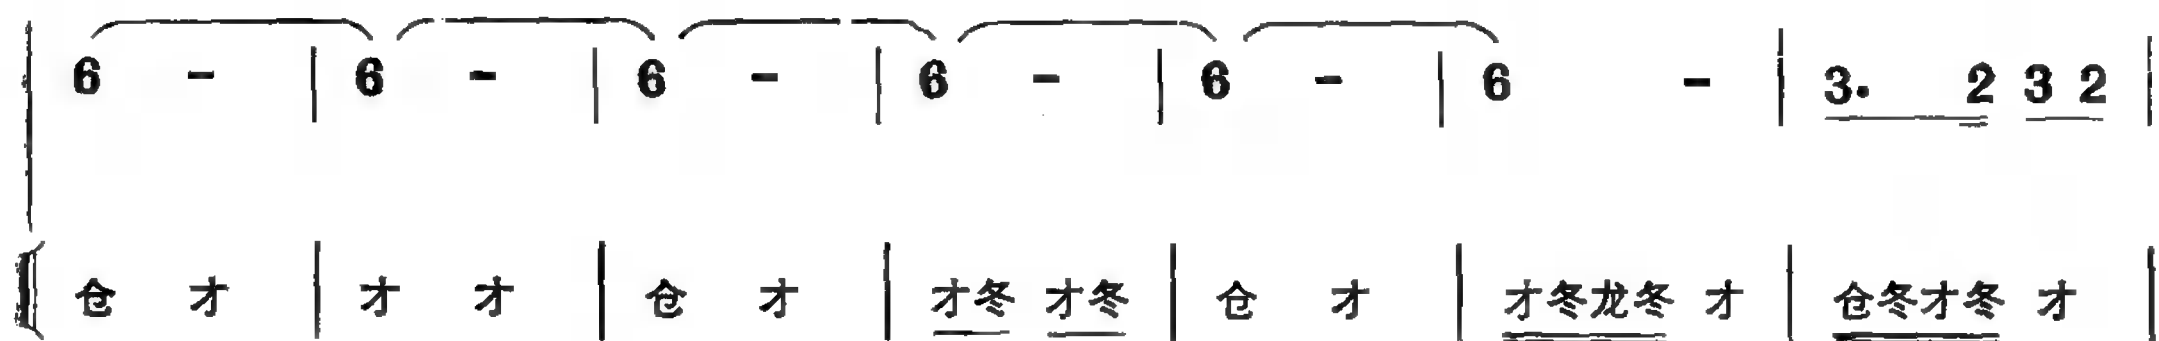 6 - | 6 - | 6 - | 6 - | 6 - | 6 - | 3. 2 3 2 |
仓 才 | 才 才 | 仓 才 | 才冬 才冬 | 仓 才 | 才冬龙冬 才 | 仓冬才冬 才 |